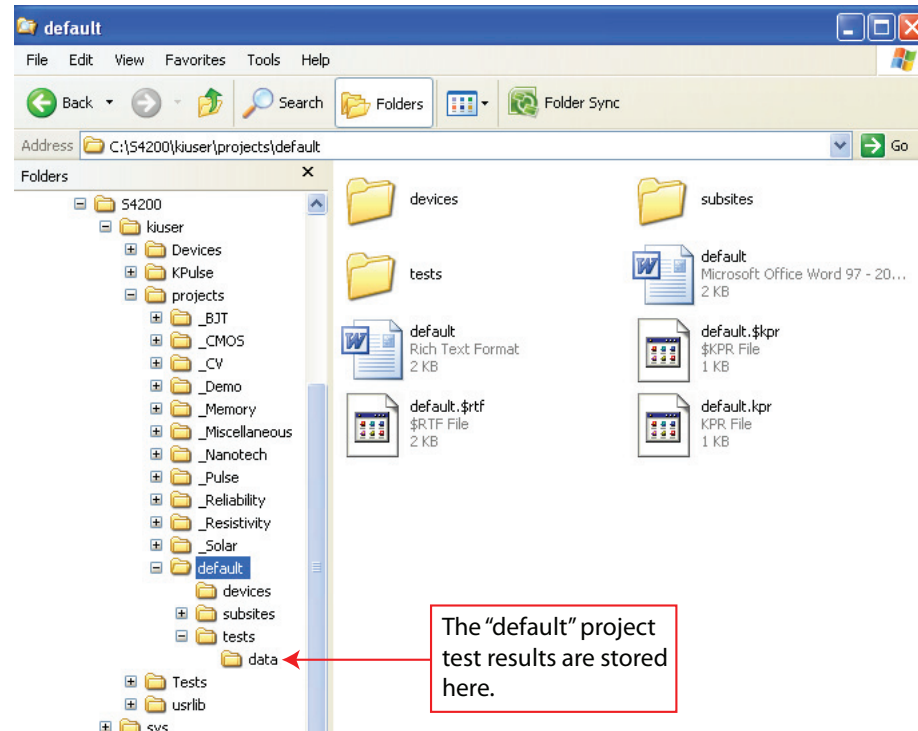 default
File Edit View Favorites Tools Help
Back Search Folders Folder Sync
Address C:\S4200\kiuser\projects\default Go
Folders x
S4200
kiuser
Devices
KPulse
projects
_BJT
_CMOS
_CV
_Demo
_Memory
_Miscellaneous
_Nanotech
_Pulse
_Reliability
_Resistivity
_Solar
default
devices
subsites
tests
data
Tests
usrlib
sys
devices
subsites
tests
default
Microsoft Office Word 97 - 20...
2 KB
default
Rich Text Format
2 KB
default.$kpr
$KPR File
1 KB
default.$rtf
$RTF File
2 KB
default.kpr
KPR File
1 KB
The “default” project
test results are stored
here.